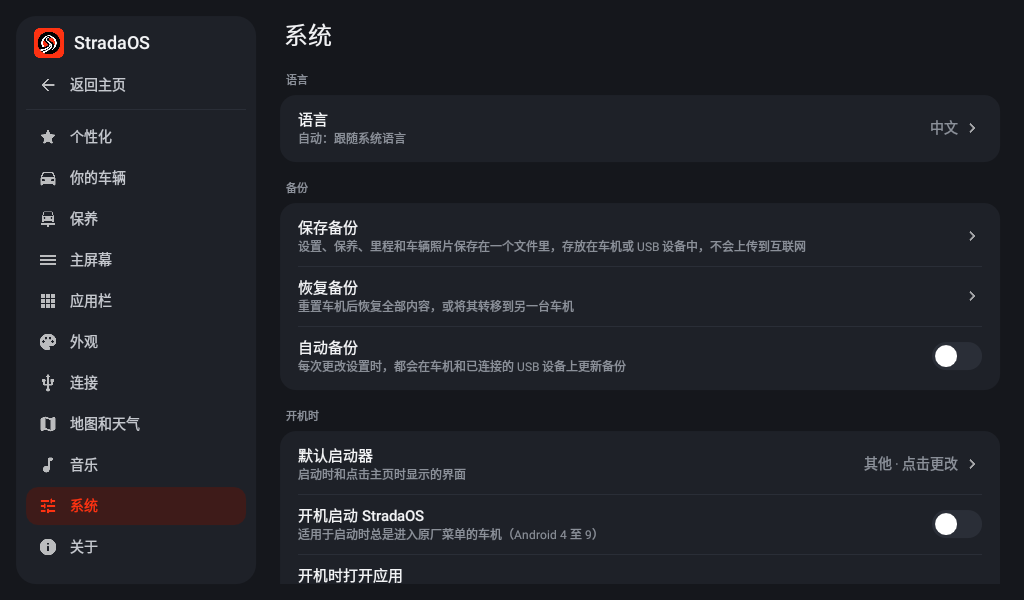 StradaOS
返回主页
个性化
你的车辆
保养
主屏幕
应用栏
外观
连接
地图和天气
音乐
系统
关于
系统
语言
语言
自动：跟随系统语言
中文
备份
保存备份
设置、保养、里程和车辆照片保存在一个文件里，存放在车机或 USB 设备中，不会上传到互联网
恢复备份
重置车机后恢复全部内容，或将其转移到另一台车机
自动备份
每次更改设置时，都会在车机和已连接的 USB 设备上更新备份
开机时
默认启动器
启动时和点击主页时显示的界面
其他 · 点击更改
开机启动 StradaOS
适用于启动时总是进入原厂菜单的车机（Android 4 至 9）
开机时打开应用